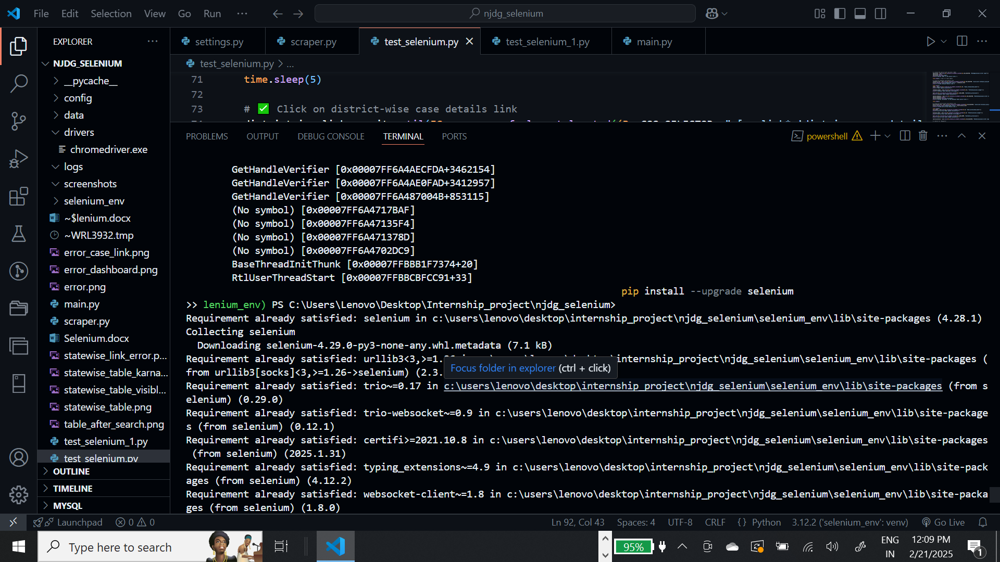 File Edit Selection View Go Run ···
njdg_selenium
EXPLORER ···
NJDG_SELENIUM
__pycache__
config
data
drivers
chromedriver.exe
logs
screenshots
selenium_env
~$lenium.docx
~WRL3932.tmp
error_case_link.png
error_dashboard.png
error.png
main.py
scraper.py
Selenium.docx
statewise_link_error.p...
statewise_table_karna...
statewise_table_visibl...
statewise_table.png
table_after_search.png
test_selenium_1.py
test_selenium.py
OUTLINE
TIMELINE
MYSQL
settings.py scraper.py test_selenium.py test_selenium_1.py main.py
test_selenium.py > ...
71 time.sleep(5)
72
73 # ✅ Click on district-wise case details link
PROBLEMS OUTPUT DEBUG CONSOLE TERMINAL PORTS
powershell
GetHandleVerifier [0x00007FF6A4AECFDA+3462154]
GetHandleVerifier [0x00007FF6A4AE0FAD+3412957]
GetHandleVerifier [0x00007FF6A487004B+853115]
(No symbol) [0x00007FF6A4717BAF]
(No symbol) [0x00007FF6A47135F4]
(No symbol) [0x00007FF6A471378D]
(No symbol) [0x00007FF6A4702DC9]
BaseThreadInitThunk [0x00007FFBBB1F7374+20]
RtlUserThreadStart [0x00007FFBBCBFCC91+33]
pip install --upgrade selenium
>> lenium_env) PS C:\Users\Lenovo\Desktop\Internship_project\njdg_selenium>
Requirement already satisfied: selenium in c:\users\lenovo\desktop\internship_project\njdg_selenium\selenium_env\lib\site-packages (4.28.1)
Collecting selenium
Downloading selenium-4.29.0-py3-none-any.whl.metadata (7.1 kB)
Requirement already satisfied: urllib3<3,>=1. internship_project\njdg_selenium\selenium_env\lib\site-packages (
from urllib3[socks]<3,>=1.26->selenium) (2.3.
Focus folder in explorer (ctrl + click)
Requirement already satisfied: trio~=0.17 in c:\users\lenovo\desktop\internship_project\njdg_selenium\selenium_env\lib\site-packages (from s
elenium) (0.29.0)
Requirement already satisfied: trio-websocket~=0.9 in c:\users\lenovo\desktop\internship_project\njdg_selenium\selenium_env\lib\site-package
s (from selenium) (0.12.1)
Requirement already satisfied: certifi>=2021.10.8 in c:\users\lenovo\desktop\internship_project\njdg_selenium\selenium_env\lib\site-packages
(from selenium) (2025.1.31)
Requirement already satisfied: typing_extensions~=4.9 in c:\users\lenovo\desktop\internship_project\njdg_selenium\selenium_env\lib\site-pack
ages (from selenium) (4.12.2)
Requirement already satisfied: websocket-client~=1.8 in c:\users\lenovo\desktop\internship_project\njdg_selenium\selenium_env\lib\site-packa
ges (from selenium) (1.8.0)
Launchpad 0 0 Ln 92, Col 43 Spaces: 4 UTF-8 CRLF {} Python 3.12.2 ('selenium_env': venv) Go Live
Type here to search
95%
ENG
IN
12:09 PM
2/21/2025
1